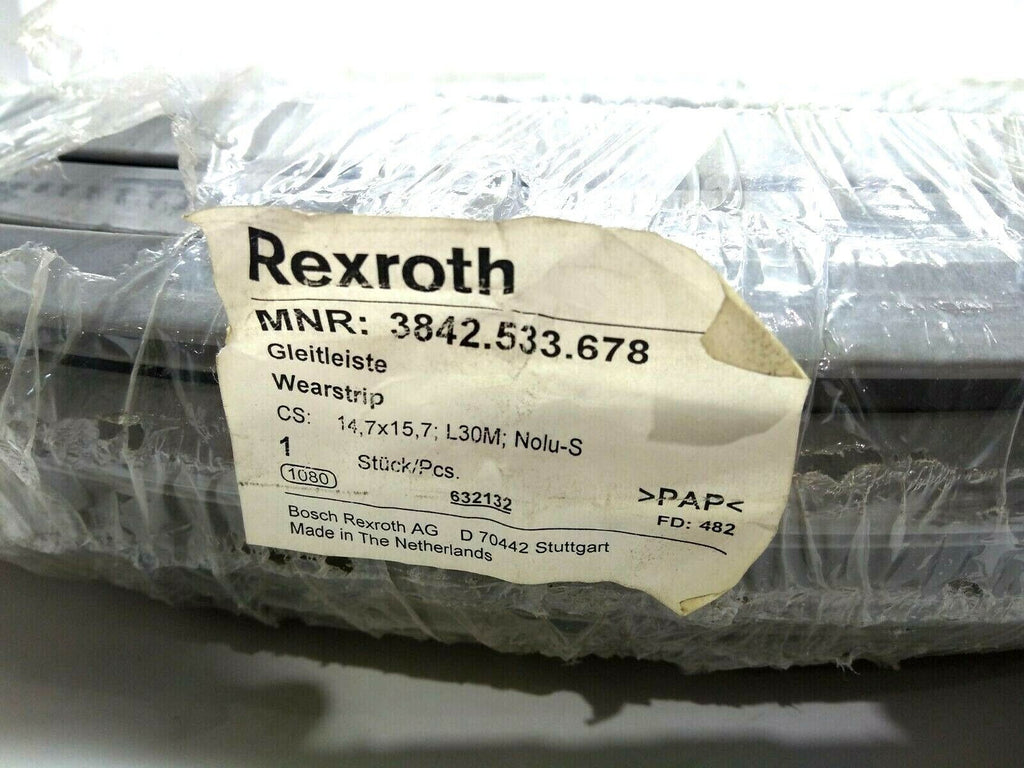 Rexroth
MNR: 3842.533.678
Gleitleiste
Wearstrip
CS: 14,7x15,7; L30M; Nolu-S
1 Stück/Pcs.
1080
632132
>PAP<
FD: 482
Bosch Rexroth AG D 70442 Stuttgart
Made in The Netherlands